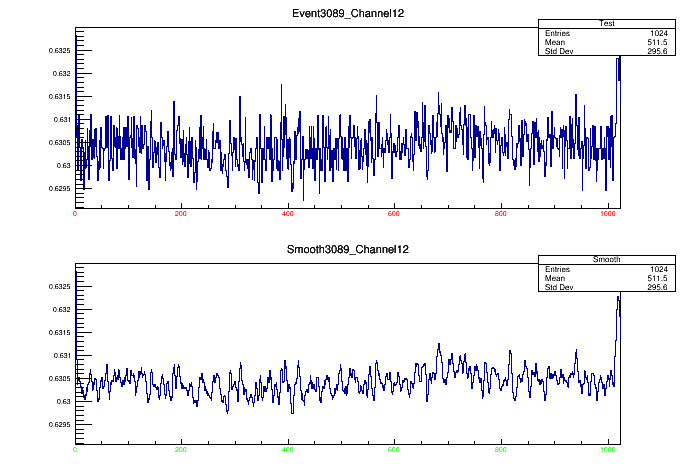 Event3089_Channel12
Test
Entries 1024
Mean 511.5
Std Dev 295.6
0.6325
0.632
0.6315
0.631
0.6305
0.63
0.6295
0 200 400 600 800 1000
Smooth3089_Channel12
Smooth
Entries 1024
Mean 511.5
Std Dev 295.6
0.6325
0.632
0.6315
0.631
0.6305
0.63
0.6295
0 200 400 600 800 1000